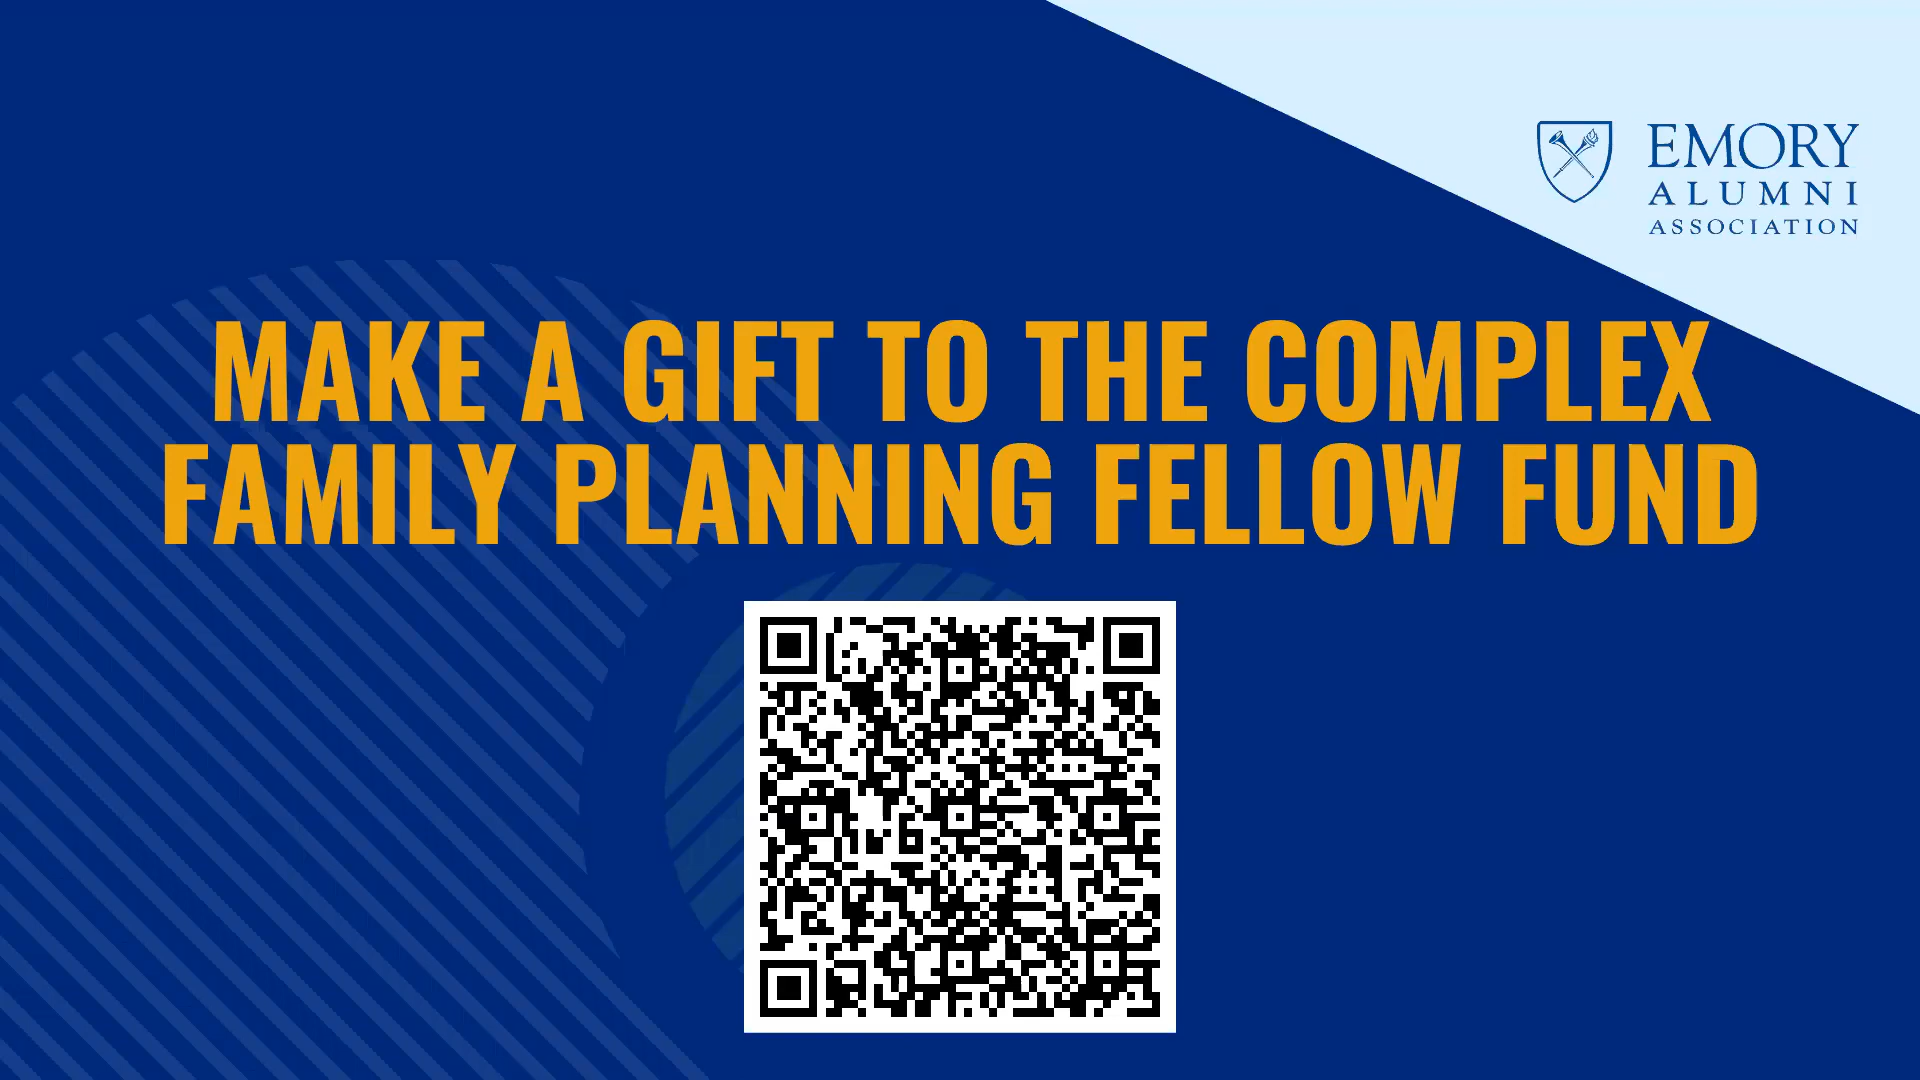 EMORY
ALUMNI
ASSOCIATION
MAKE A GIFT TO THE COMPLEX
FAMILY PLANNING FELLOW FUND